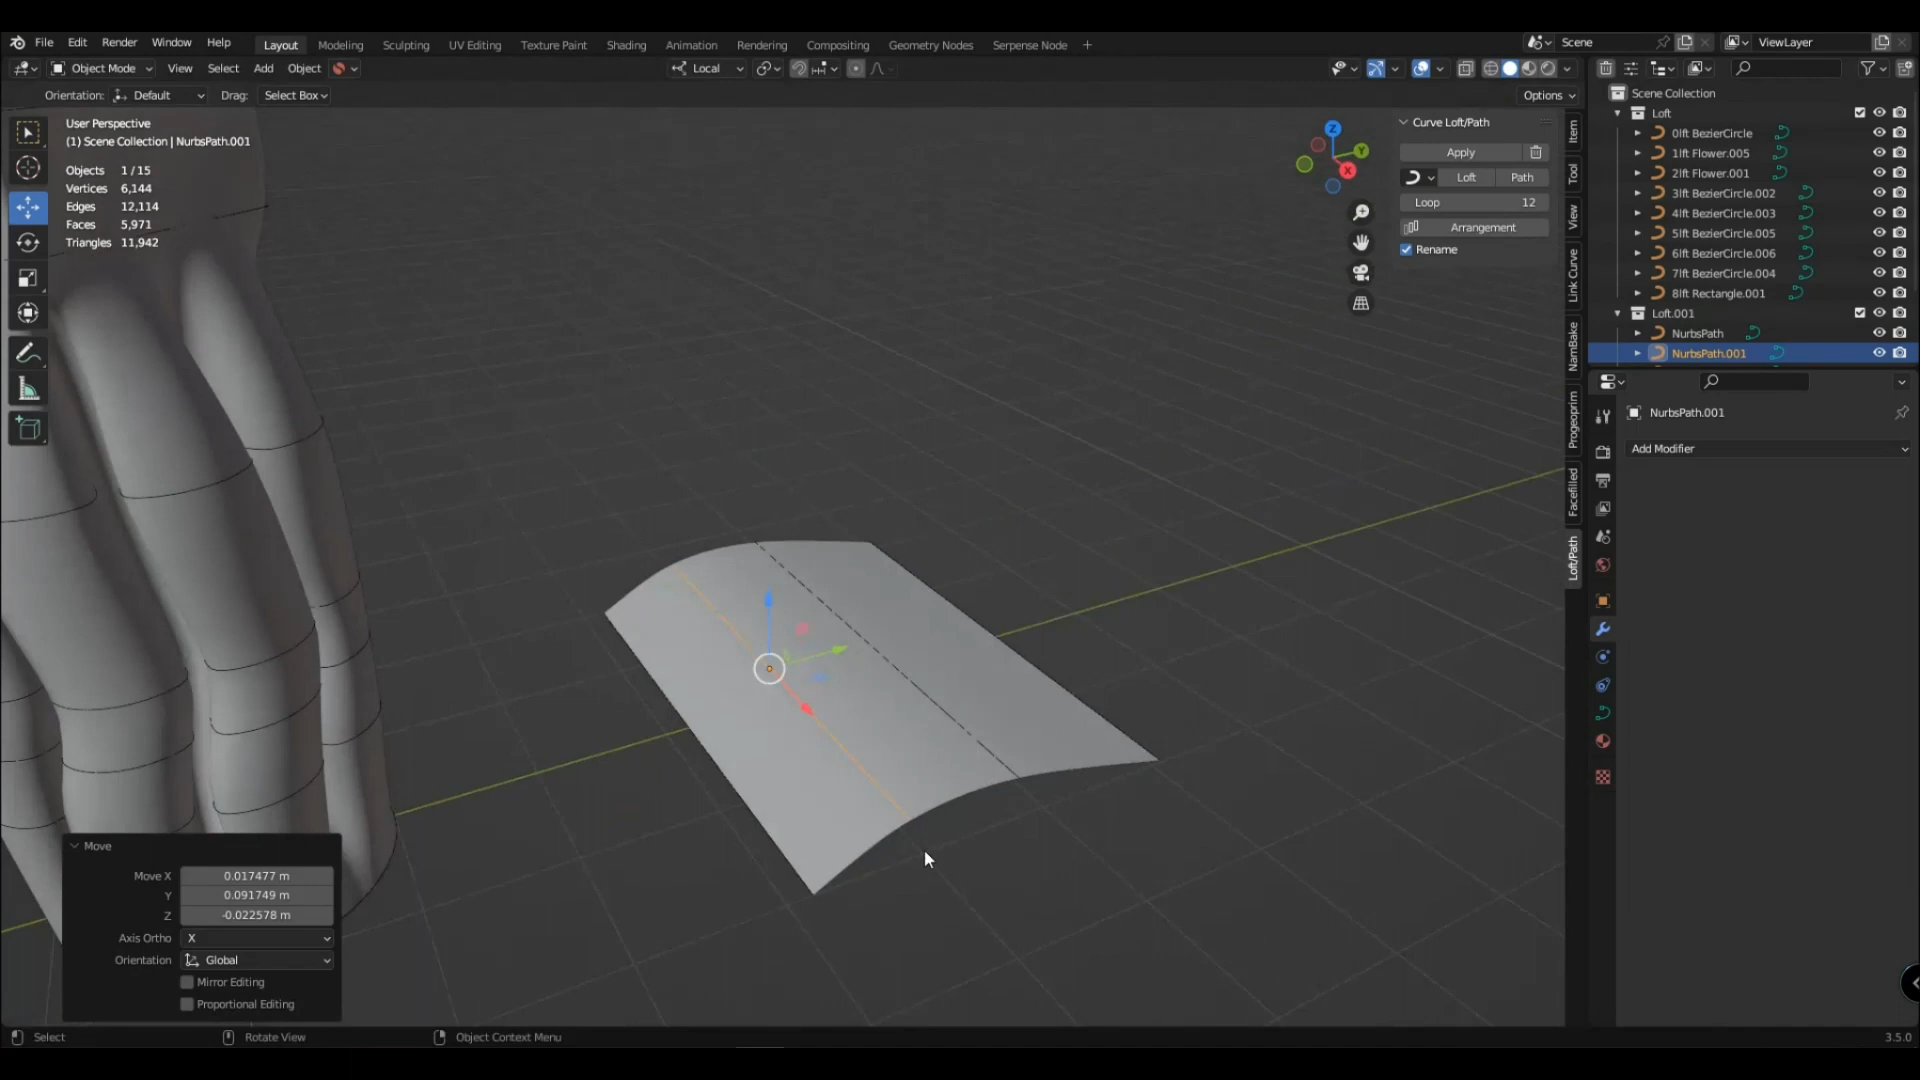 File Edit Render Window Help Layout Modeling Sculpting UV Editing Texture Paint Shading Animation Rendering Compositing Geometry Nodes Serpense Node + Scene ViewLayer
Object Mode View Select Add Object Local
Orientation: Default Drag: Select Box Options
User Perspective
(1) Scene Collection | NurbsPath.001
Objects 1 / 15
Vertices 6,144
Edges 12,114
Faces 5,971
Triangles 11,942
Z
Y
X
Curve Loft/Path
Apply
Loft Path
Loop 12
Arrangement
Rename
Item
Tool
View
Link Curve
NamBake
Progeoprim
Facefilled
Loft/Path
Scene Collection
Loft
0lft BezierCircle
1lft Flower.005
2lft Flower.001
3lft BezierCircle.002
4lft BezierCircle.003
5lft BezierCircle.005
6lft BezierCircle.006
7lft BezierCircle.004
8lft Rectangle.001
Loft.001
NurbsPath
NurbsPath.001
NurbsPath.001
Add Modifier
Move
Move X 0.017477 m
Y 0.091749 m
Z -0.022578 m
Axis Ortho X
Orientation Global
Mirror Editing
Proportional Editing
Select Rotate View Object Context Menu 3.5.0